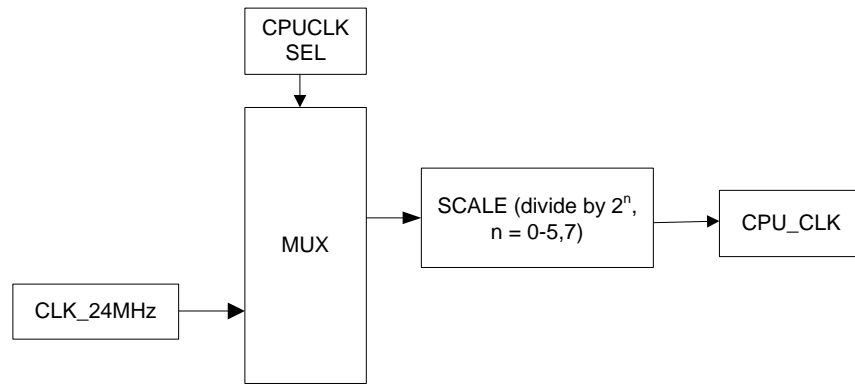 CPUCLK
SEL
MUX
SCALE (divide by 2ⁿ,
n = 0-5,7)
CPU_CLK
CLK_24MHz